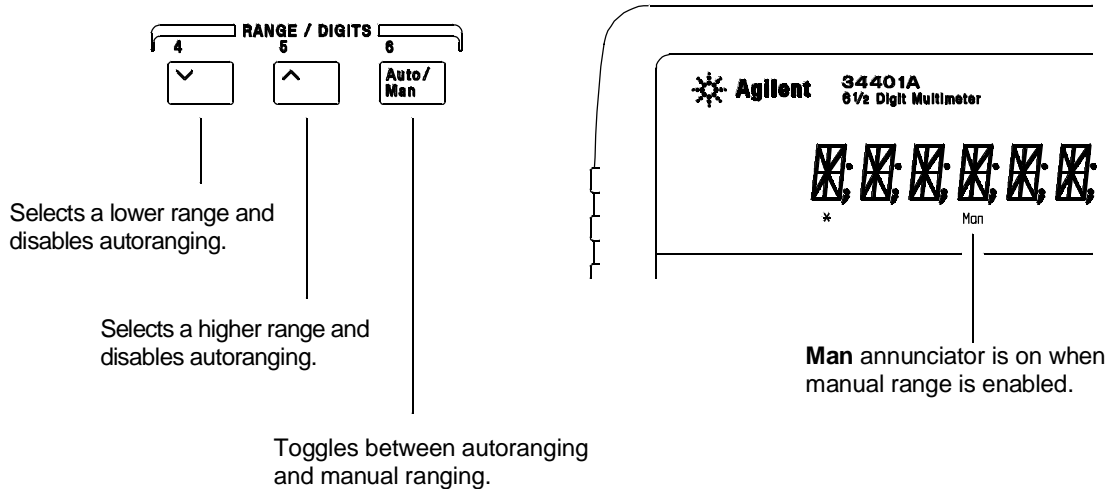 RANGE / DIGITS
4 5 6
Auto/
Man
Selects a lower range and
disables autoranging.
Selects a higher range and
disables autoranging.
Toggles between autoranging
and manual ranging.
Agilent 34401A
6½ Digit Multimeter
* Man
Man annunciator is on when
manual range is enabled.